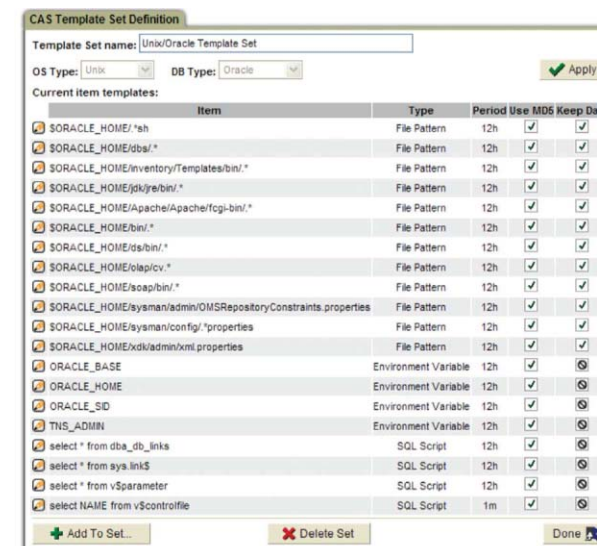 CAS Template Set Definition
Template Set name: Unix/Oracle Template Set
OS Type: Unix DB Type: Oracle Apply
Current item templates:
Item Type Period Use MD5 Keep Da
$ORACLE_HOME/.*sh File Pattern 12h
$ORACLE_HOME/dbs/.* File Pattern 12h
$ORACLE_HOME/inventory/Templates/bin/.* File Pattern 12h
$ORACLE_HOME/jdk/jre/bin/.* File Pattern 12h
$ORACLE_HOME/Apache/Apache/fcgi-bin/.* File Pattern 12h
$ORACLE_HOME/bin/.* File Pattern 12h
$ORACLE_HOME/ds/bin/.* File Pattern 12h
$ORACLE_HOME/olap/cv.* File Pattern 12h
$ORACLE_HOME/soap/bin/.* File Pattern 12h
$ORACLE_HOME/sysman/admin/OMSRepositoryConstraints.properties File Pattern 12h
$ORACLE_HOME/sysman/config/.*properties File Pattern 12h
$ORACLE_HOME/xdk/admin/xml.properties File Pattern 12h
ORACLE_BASE Environment Variable 12h
ORACLE_HOME Environment Variable 12h
ORACLE_SID Environment Variable 12h
TNS_ADMIN Environment Variable 12h
select * from dba_db_links SQL Script 12h
select * from sys.link$ SQL Script 12h
select * from v$parameter SQL Script 12h
select NAME from v$controlfile SQL Script 1m
Add To Set... Delete Set Done